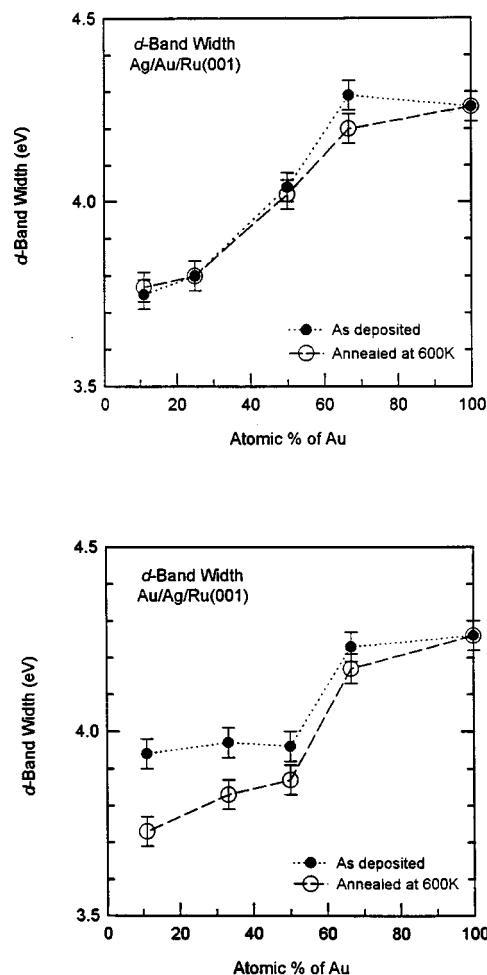 d-Band Width
Ag/Au/Ru(001)
4.5
4.0
3.5
d-Band Width (eV)
As deposited
Annealed at 600K
0 20 40 60 80 100
Atomic % of Au
d-Band Width
Au/Ag/Ru(001)
4.5
4.0
3.5
d-Band Width (eV)
As deposited
Annealed at 600K
0 20 40 60 80 100
Atomic % of Au